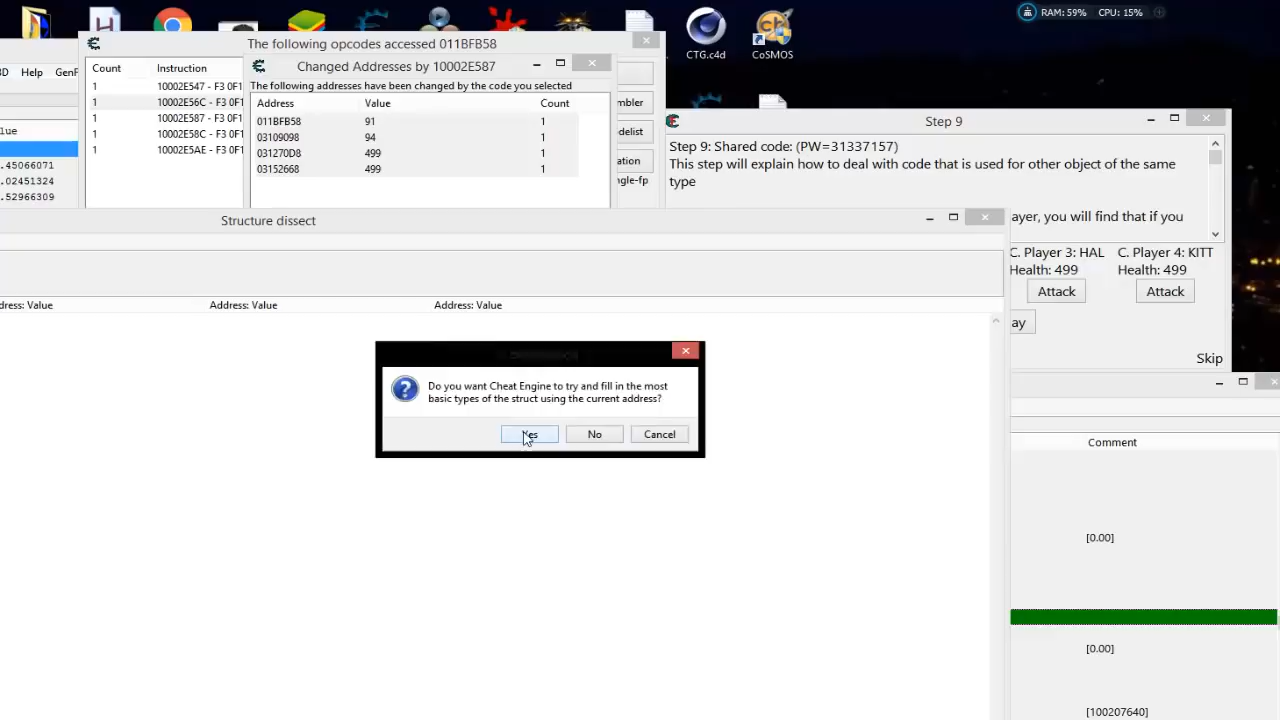 RAM: 59% CPU: 15%
CTG.c4d
CoSMOS
The following opcodes accessed 011BFB58
Changed Addresses by 10002E587
3D Help GenF
Count Instruction
1 10002E547 - F3 0F1
1 10002E56C - F3 0F1
1 10002E587 - F3 0F1
1 10002E58C - F3 0F1
1 10002E5AE - F3 0F1
The following addresses have been changed by the code you selected
Address Value Count
011BFB58 91 1
03109098 94 1
031270D8 499 1
03152668 499 1
mbler
delist
ation
ngle-fp
alue
.45066071
.02451324
.52966309
Step 9
Step 9: Shared code: (PW=31337157)
This step will explain how to deal with code that is used for other object of the same
type
ayer, you will find that if you
C. Player 3: HAL C. Player 4: KITT
Health: 499 Health: 499
Attack Attack
ay
Skip
Structure dissect
dress: Value Address: Value Address: Value
Do you want Cheat Engine to try and fill in the most
basic types of the struct using the current address?
Yes No Cancel
Comment
[0.00]
[0.00]
[100207640]